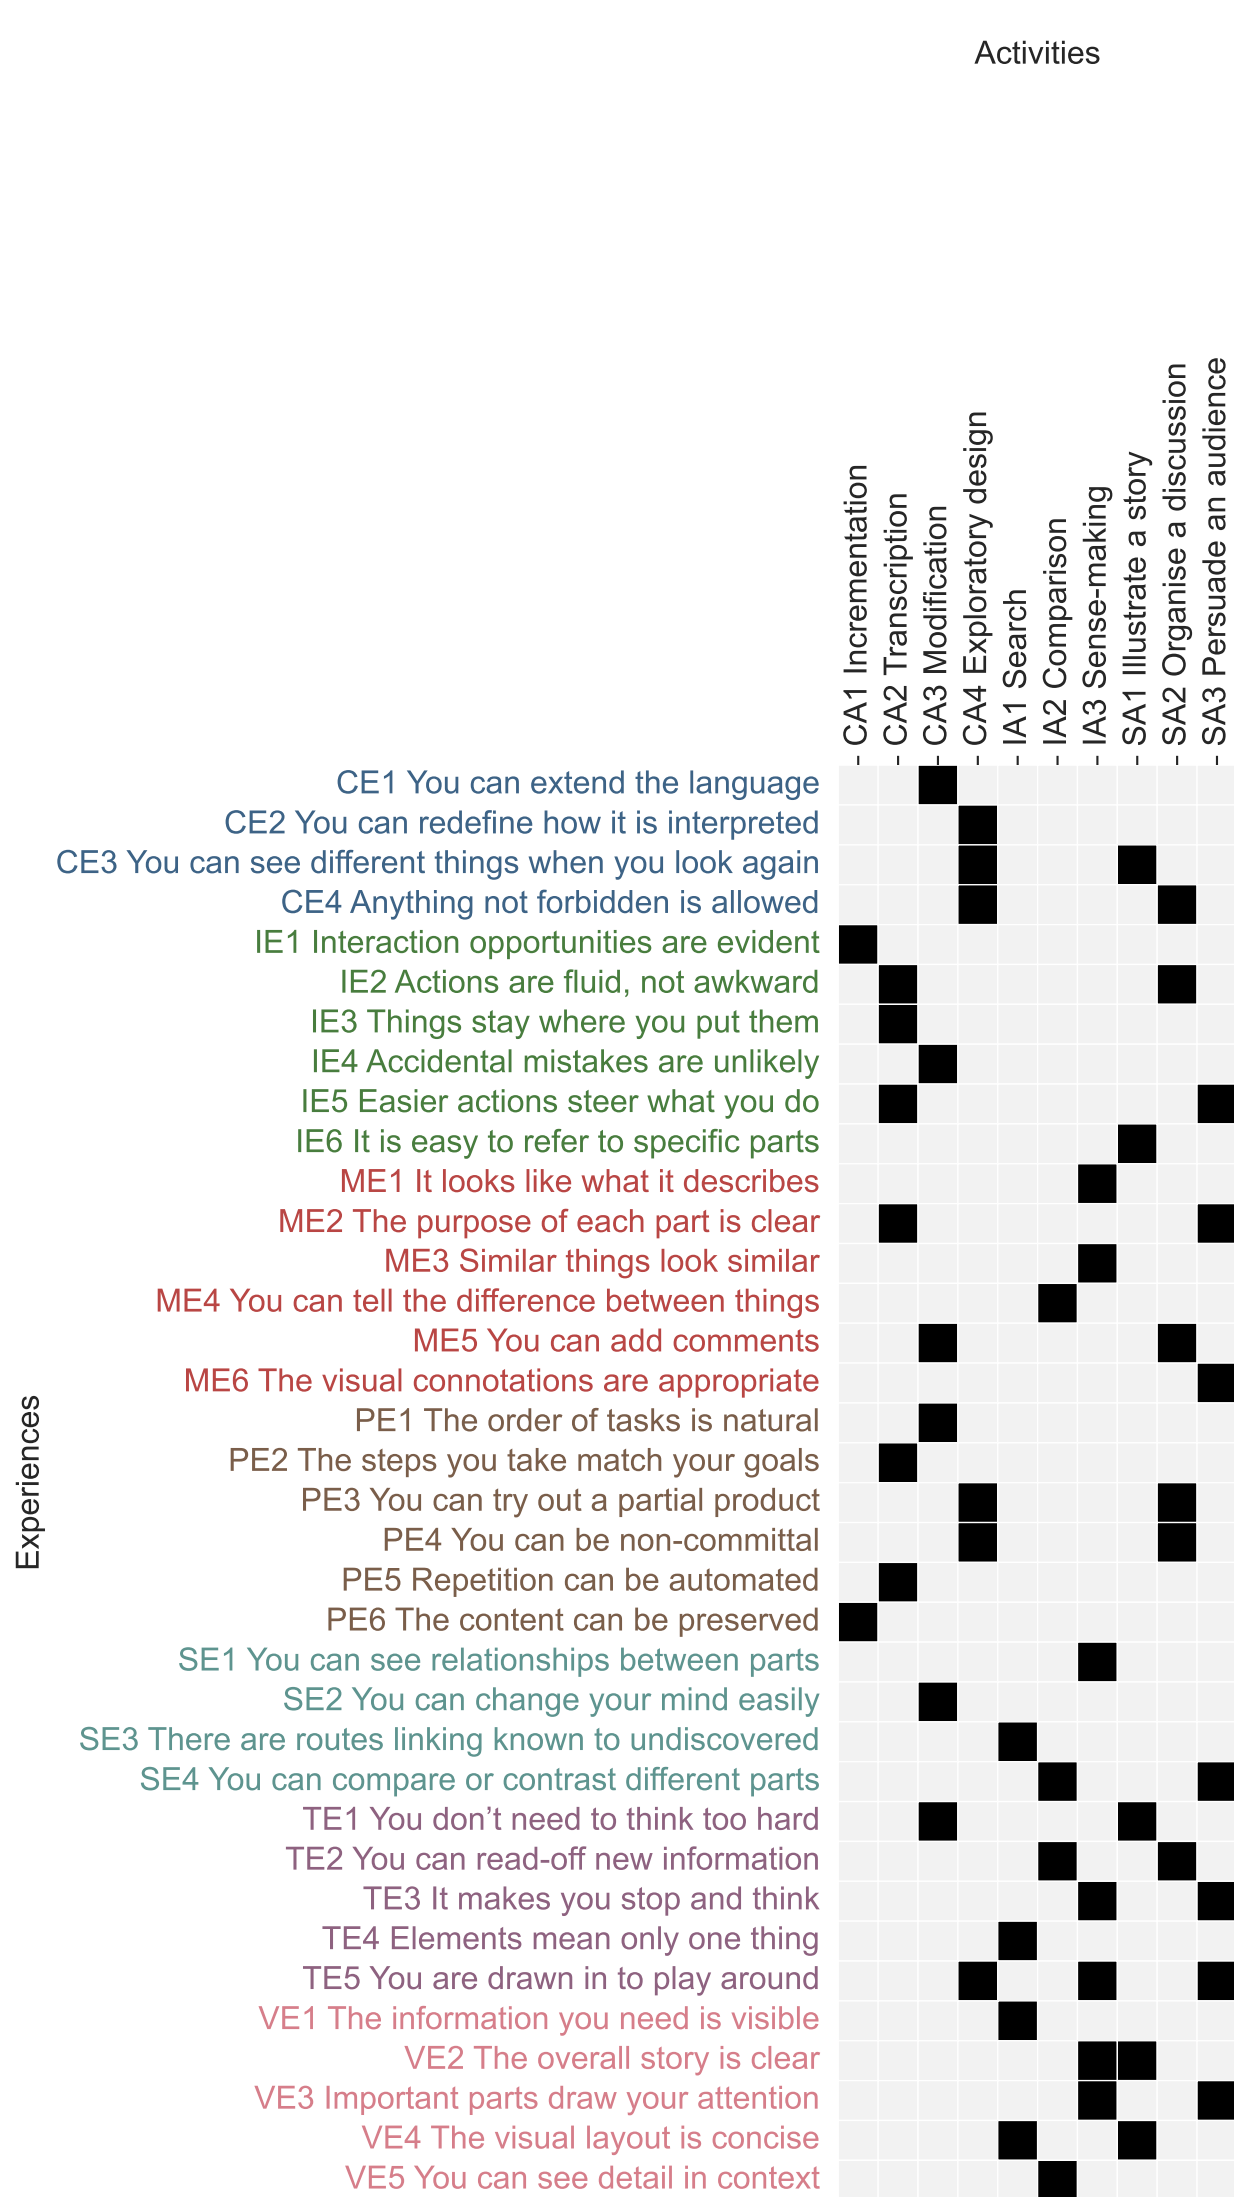 Activities
CA1 Incrementation
CA2 Transcription
CA3 Modification
CA4 Exploratory design
IA1 Search
IA2 Comparison
IA3 Sense-making
SA1 Illustrate a story
SA2 Organise a discussion
SA3 Persuade an audience
Experiences
CE1 You can extend the language
CE2 You can redefine how it is interpreted
CE3 You can see different things when you look again
CE4 Anything not forbidden is allowed
IE1 Interaction opportunities are evident
IE2 Actions are fluid, not awkward
IE3 Things stay where you put them
IE4 Accidental mistakes are unlikely
IE5 Easier actions steer what you do
IE6 It is easy to refer to specific parts
ME1 It looks like what it describes
ME2 The purpose of each part is clear
ME3 Similar things look similar
ME4 You can tell the difference between things
ME5 You can add comments
ME6 The visual connotations are appropriate
PE1 The order of tasks is natural
PE2 The steps you take match your goals
PE3 You can try out a partial product
PE4 You can be non-committal
PE5 Repetition can be automated
PE6 The content can be preserved
SE1 You can see relationships between parts
SE2 You can change your mind easily
SE3 There are routes linking known to undiscovered
SE4 You can compare or contrast different parts
TE1 You don’t need to think too hard
TE2 You can read-off new information
TE3 It makes you stop and think
TE4 Elements mean only one thing
TE5 You are drawn in to play around
VE1 The information you need is visible
VE2 The overall story is clear
VE3 Important parts draw your attention
VE4 The visual layout is concise
VE5 You can see detail in context